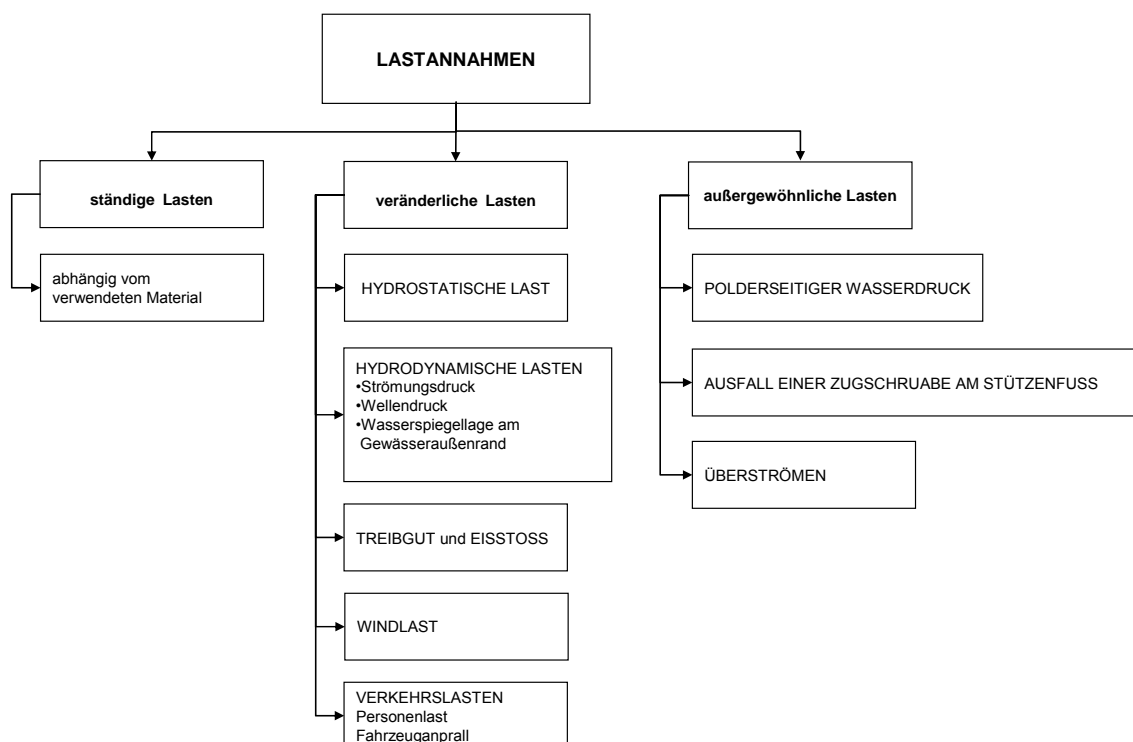 LASTANNAHMEN
ständige Lasten
abhängig vom
verwendeten Material
veränderliche Lasten
HYDROSTATISCHE LAST
HYDRODYNAMISCHE LASTEN
•Strömungsdruck
•Wellendruck
•Wasserspiegellage am
Gewässeraußenrand
TREIBGUT und EISSTOSS
WINDLAST
VERKEHRSLASTEN
Personenlast
Fahrzeuganprall
außergewöhnliche Lasten
POLDERSEITIGER WASSERDRUCK
AUSFALL EINER ZUGSCHRUABE AM STÜTZENFUSS
ÜBERSTRÖMEN